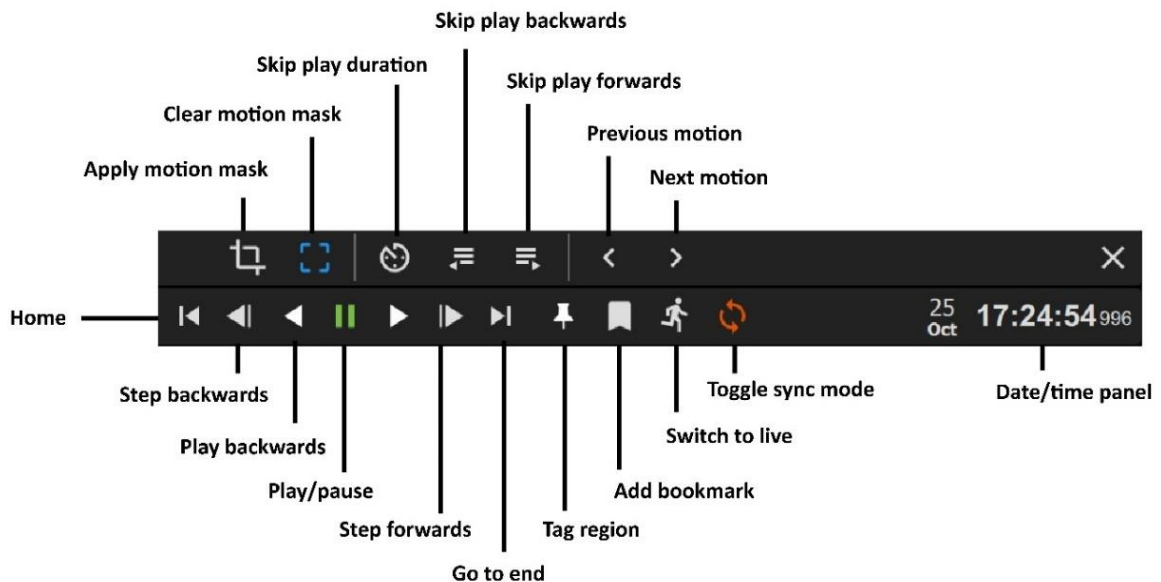 Skip play backwards
Skip play duration
Skip play forwards
Clear motion mask
Previous motion
Apply motion mask
Next motion
Home
25
Oct
17:24:54 996
Step backwards
Toggle sync mode
Date/time panel
Play backwards
Switch to live
Play/pause
Add bookmark
Step forwards
Tag region
Go to end